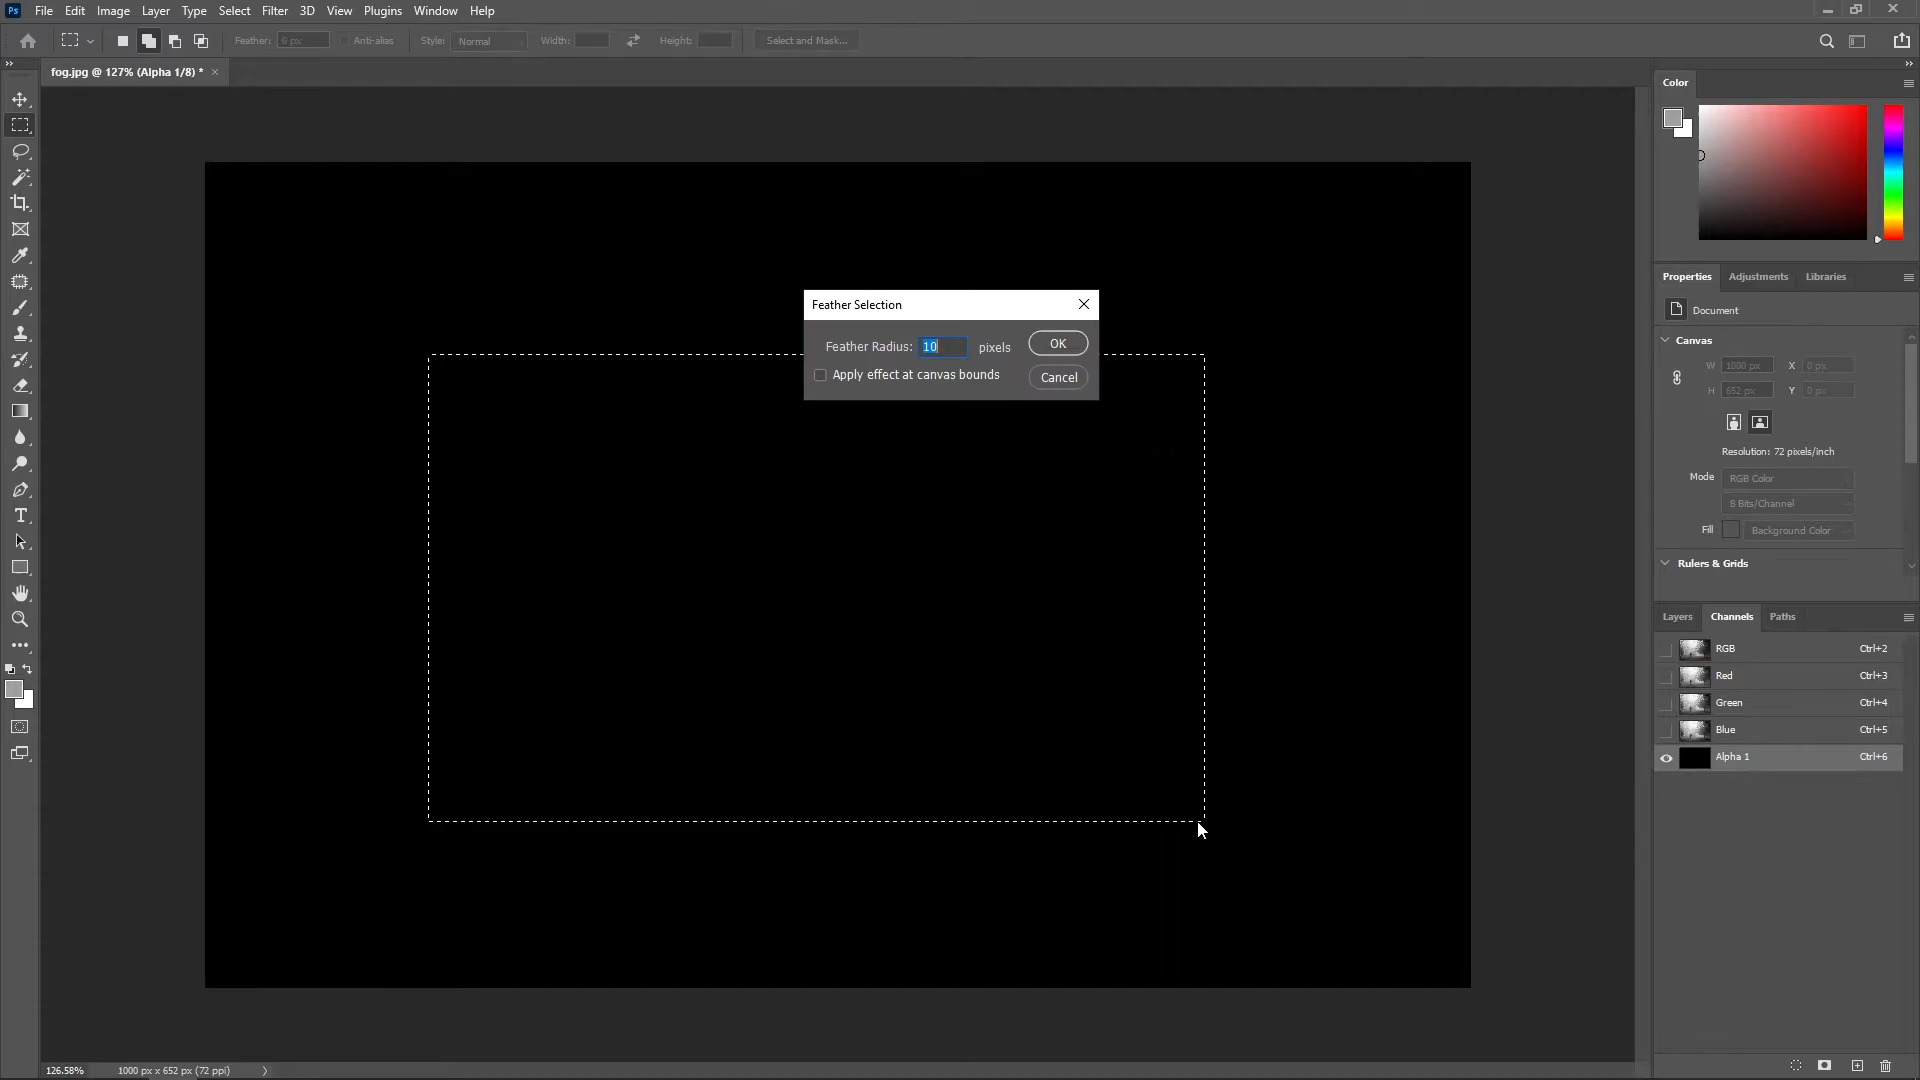 Ps File Edit Image Layer Type Select Filter 3D View Plugins Window Help
Feather: 0 px Anti-alias Style: Normal Width: Height: Select and Mask...
fog.jpg @ 127% (Alpha 1/8) * ×
Color
Feather Selection
Feather Radius: 10 pixels OK
Apply effect at canvas bounds Cancel
Properties Adjustments Libraries
Document
Canvas
W 1000 px X 0 px
H 652 px Y 0 px
Resolution: 72 pixels/inch
Mode RGB Color
8 Bits/Channel
Fill Background Color
Rulers & Grids
Layers Channels Paths
RGB Ctrl+2
Red Ctrl+3
Green Ctrl+4
Blue Ctrl+5
Alpha 1 Ctrl+6
126.58% 1000 px x 652 px (72 ppi)